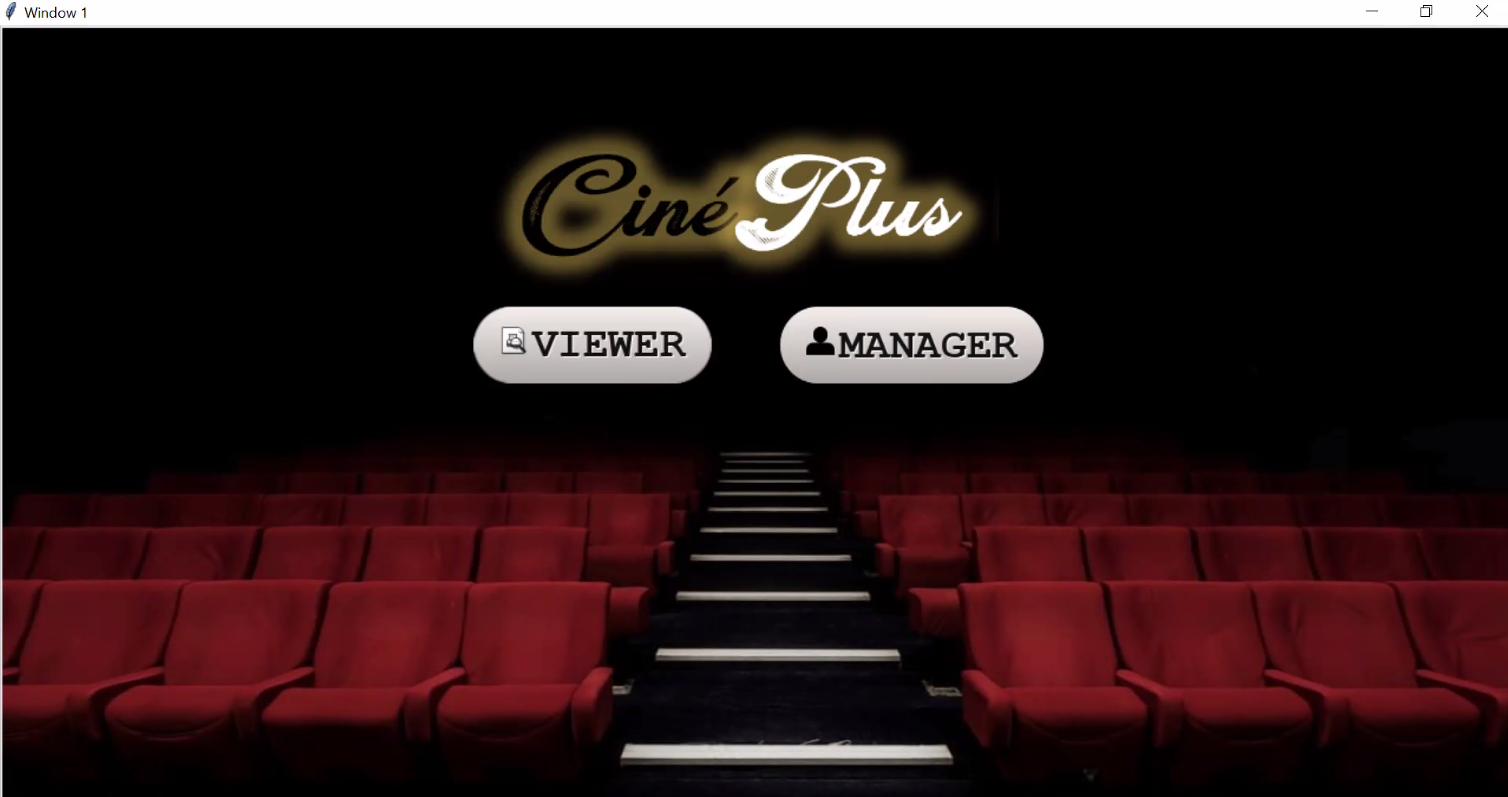 Window 1
Ciné Plus
VIEWER
MANAGER